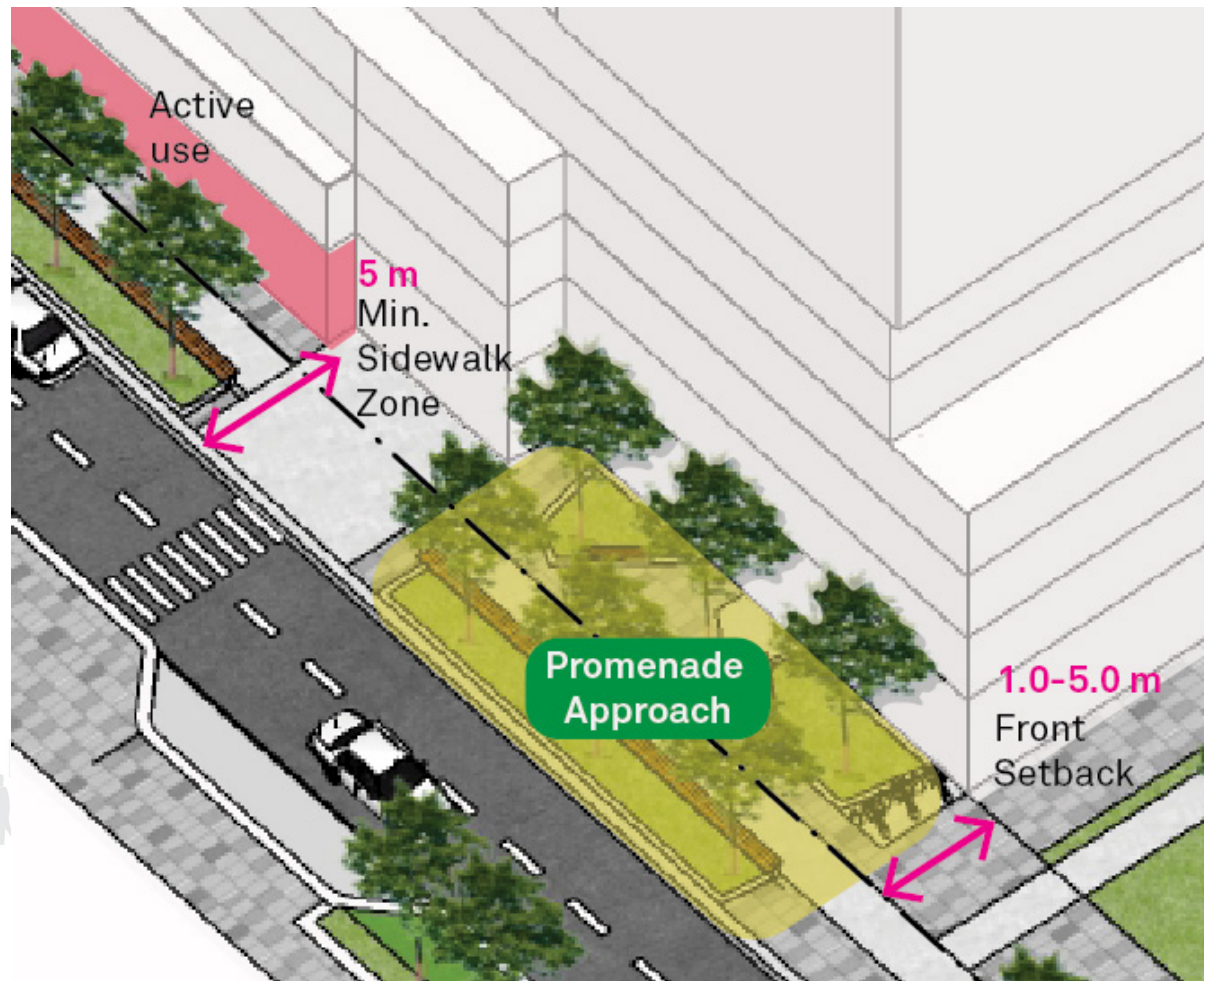 Active
use
5 m
Min.
Sidewalk
Zone
Promenade
Approach
1.0-5.0 m
Front
Setback